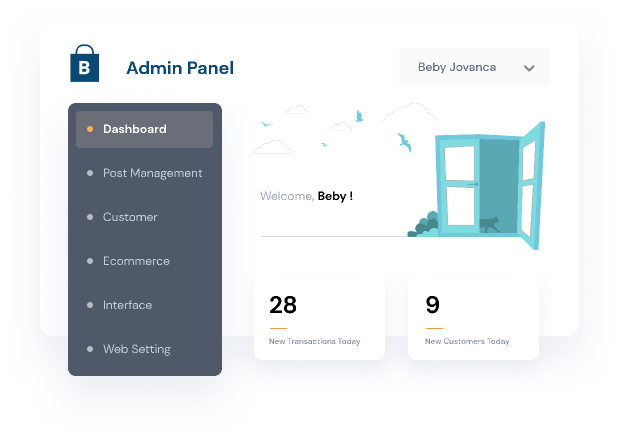 B
Admin Panel
Beby Jovanca
Dashboard
Post Management
Customer
Ecommerce
Interface
Web Setting
Welcome, Beby !
28
New Transactions Today
9
New Customers Today